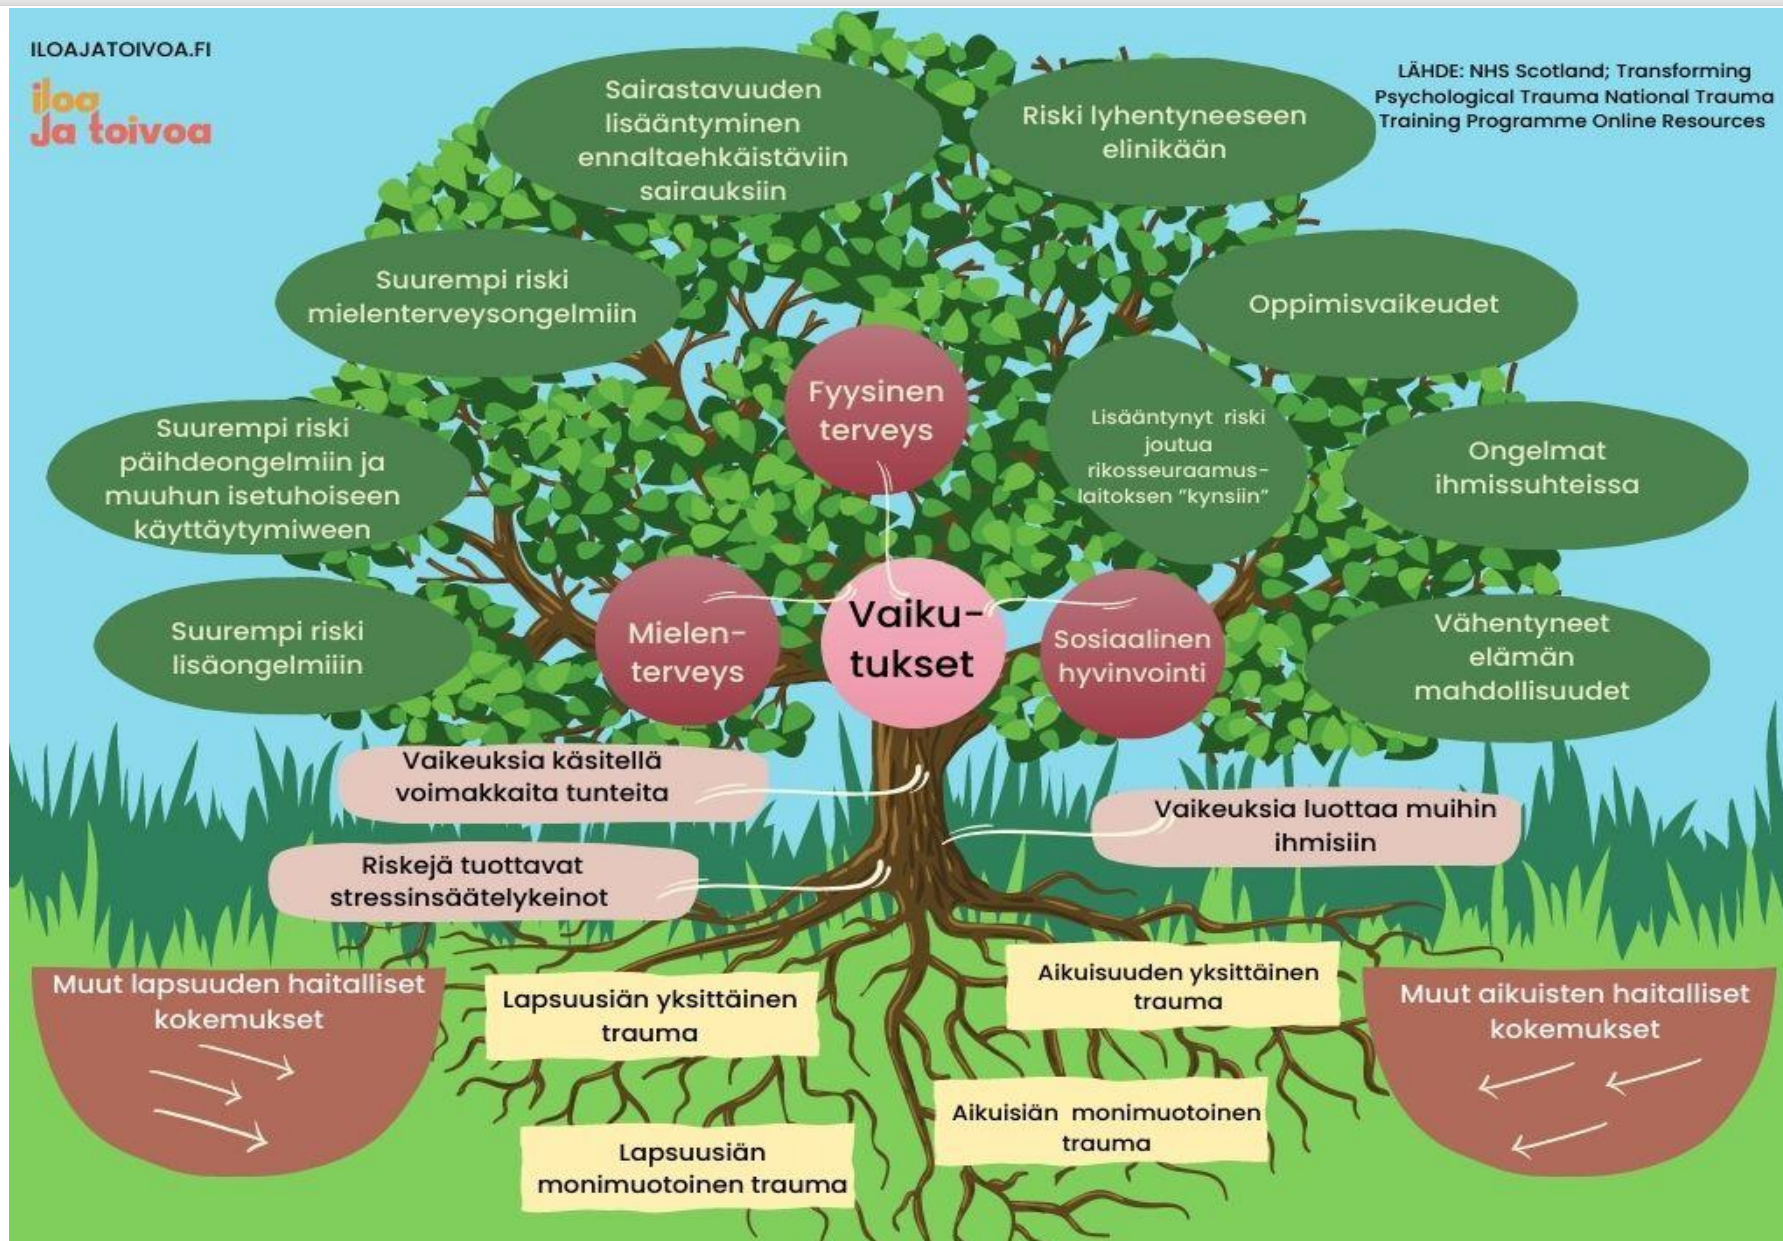 ILOAJATOIVOA.FI
iloa
Ja toivoa
LÄHDE: NHS Scotland; Transforming
Psychological Trauma National Trauma
Training Programme Online Resources
Sairastavuuden
lisääntyminen
ennaltaehkäistäviin
sairauksiin
Riski lyhentyneeseen
elinikään
Suurempi riski
mielenterveysongelmiin
Oppimisvaikeudet
Fyysinen
terveys
Lisääntynyt riski
joutua
rikosseuraamus-
laitoksen "kynsiin"
Suurempi riski
päihdeongelmiin ja
muuhun isetuhoiseen
käyttäytymiween
Ongelmat
ihmissuhteissa
Suurempi riski
lisäongelmiiin
Mielen-
terveys
Vaiku-
tukset
Sosiaalinen
hyvinvointi
Vähentyneet
elämän
mahdollisuudet
Vaikeuksia käsitellä
voimakkaita tunteita
Vaikeuksia luottaa muihin
ihmisiin
Riskejä tuottavat
stressinsäätelykeinot
Muut lapsuuden haitalliset
kokemukset
Lapsuusiän yksittäinen
trauma
Aikuisuuden yksittäinen
trauma
Muut aikuisten haitalliset
kokemukset
Lapsuusiän
monimuotoinen trauma
Aikuisiän monimuotoinen
trauma